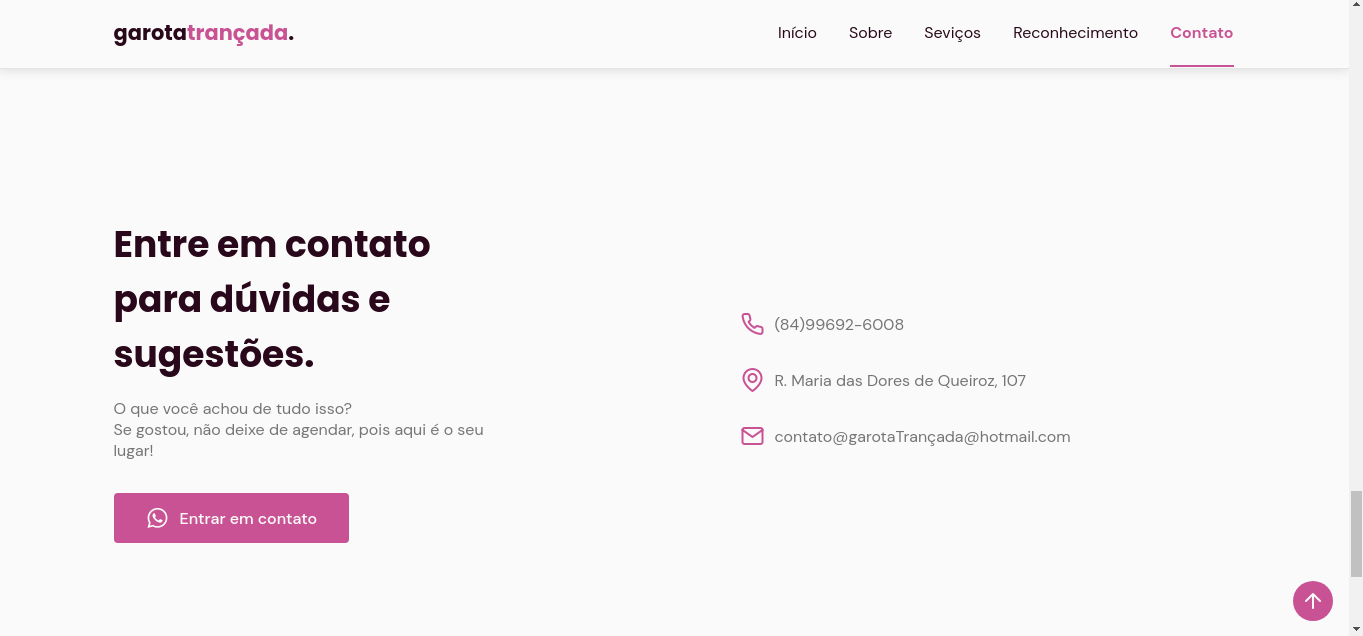 garotatrançada.
Início Sobre Seviços Reconhecimento Contato
Entre em contato
para dúvidas e
sugestões.
O que você achou de tudo isso?
Se gostou, não deixe de agendar, pois aqui é o seu
lugar!
Entrar em contato
(84)99692-6008
R. Maria das Dores de Queiroz, 107
contato@garotaTrançada@hotmail.com